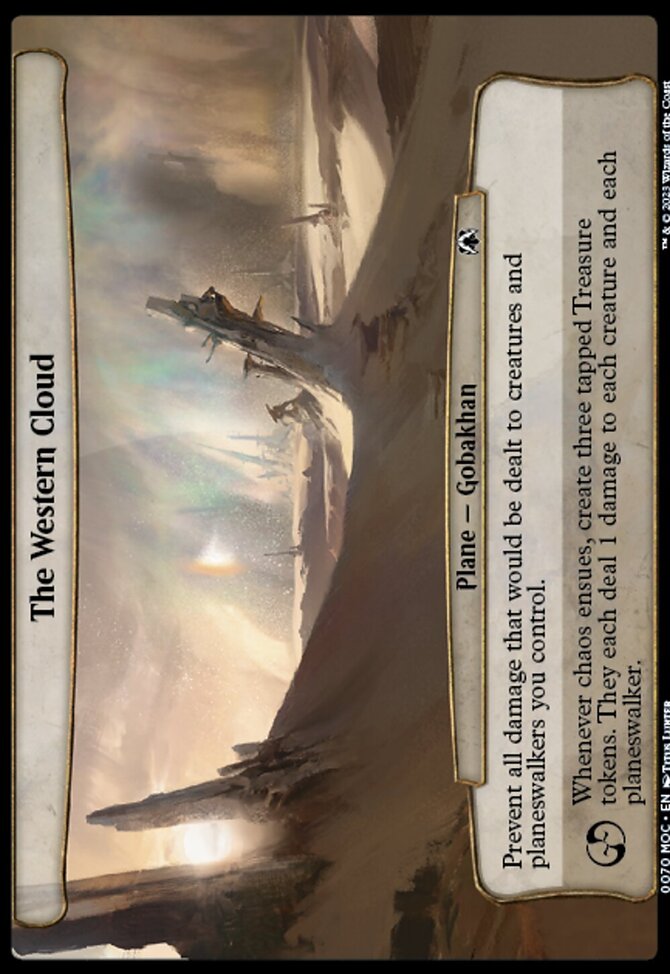 The Western Cloud
Plane — Gobakhan
Prevent all damage that would be dealt to creatures and
planeswalkers you control.
Whenever chaos ensues, create three tapped Treasure
tokens. They each deal 1 damage to each creature and each
planeswalker.
0070 MOC • EN
™ & © 2023 Wizards of the Coast